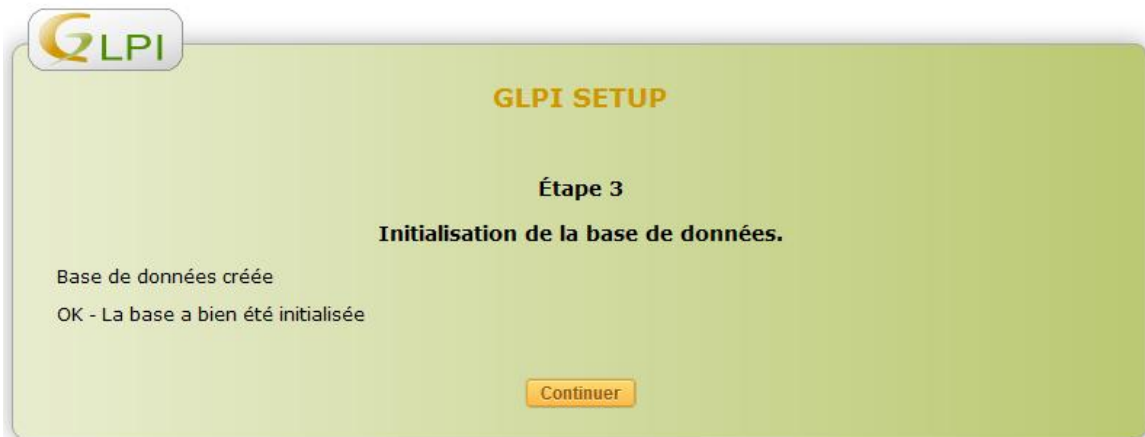 GLPI
GLPI SETUP
Étape 3
Initialisation de la base de données.
Base de données créée
OK - La base a bien été initialisée
Continuer